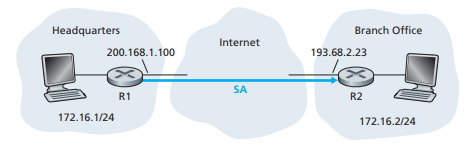 Headquarters
Internet
Branch Office
200.168.1.100
193.68.2.23
R1
SA
R2
172.16.1/24
172.16.2/24